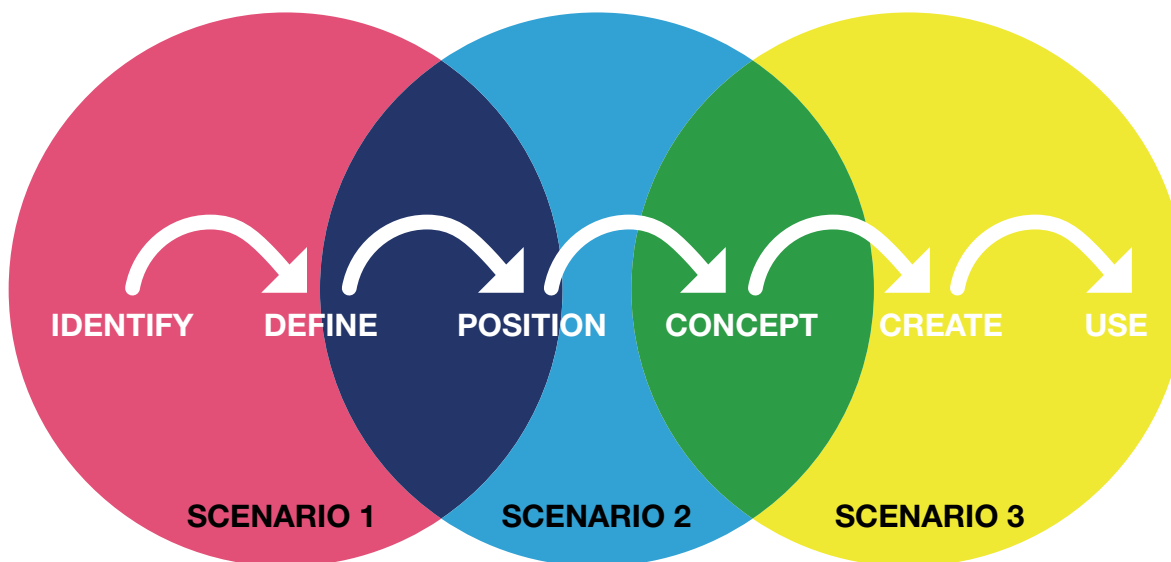 IDENTIFY DEFINE POSITION CONCEPT CREATE USE
SCENARIO 1 SCENARIO 2 SCENARIO 3